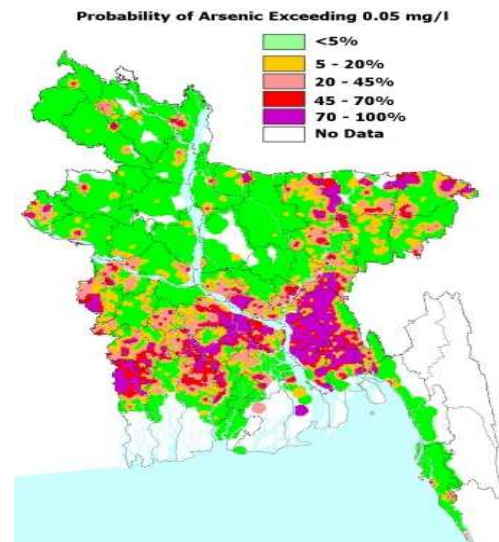 Probability of Arsenic Exceeding 0.05 mg/l
<5%
5 - 20%
20 - 45%
45 - 70%
70 - 100%
No Data